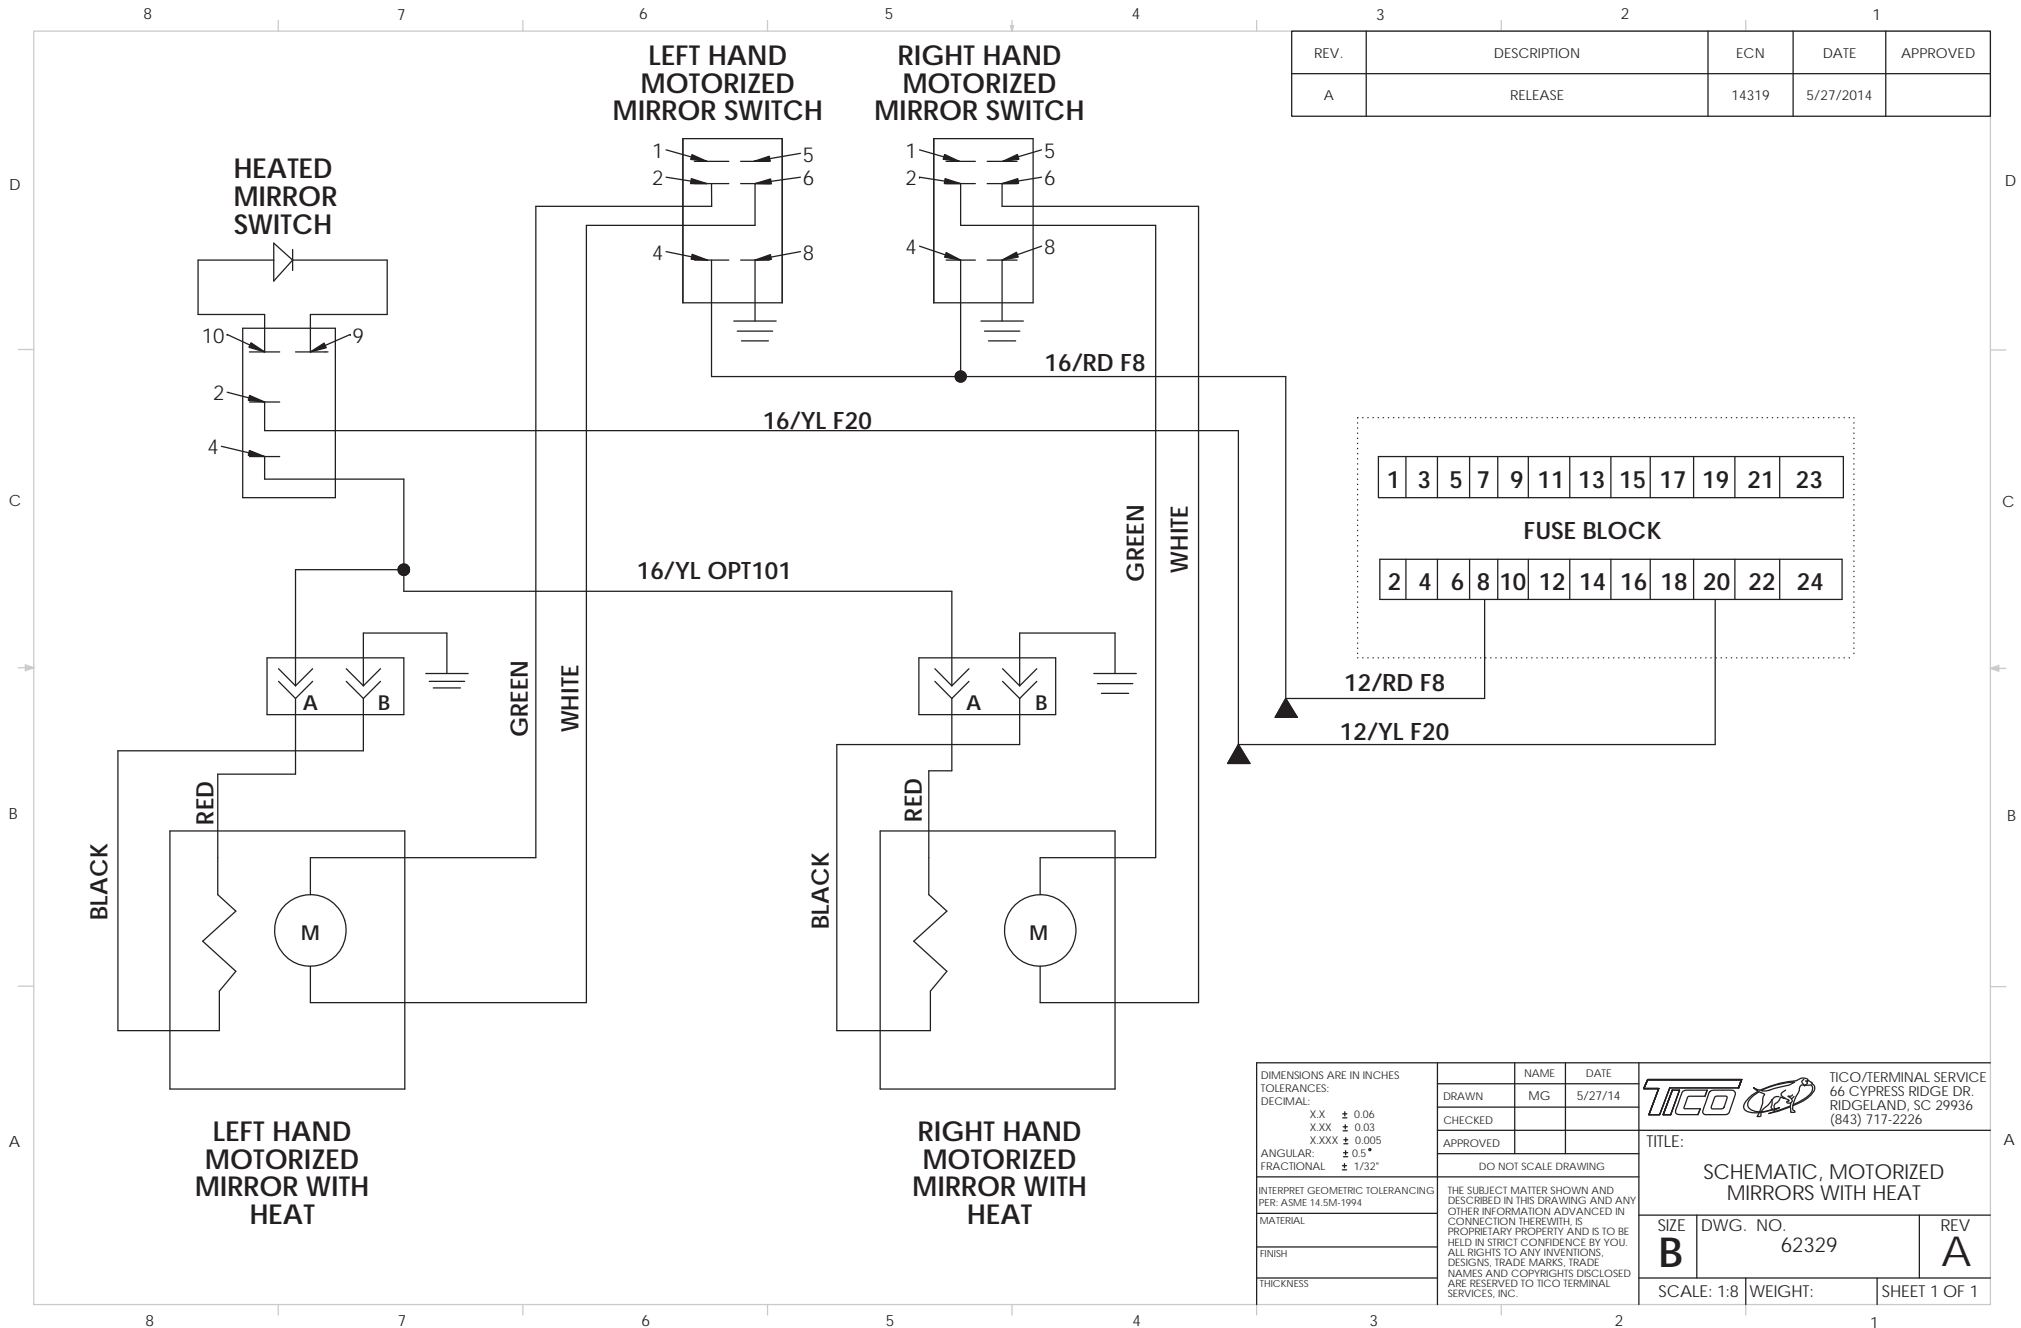 8 7 6 5 4 3 2 1
REV. DESCRIPTION ECN DATE APPROVED
A RELEASE 14319 5/27/2014
LEFT HAND
MOTORIZED
MIRROR SWITCH
RIGHT HAND
MOTORIZED
MIRROR SWITCH
1 5
2 6
4 8
1 5
2 6
4 8
D D
HEATED
MIRROR
SWITCH
10 9
2
4
16/RD F8
16/YL F20
C C
1 3 5 7 9 11 13 15 17 19 21 23
FUSE BLOCK
2 4 6 8 10 12 14 16 18 20 22 24
GREEN
WHITE
16/YL OPT101
GREEN
WHITE
A B
A B
12/RD F8
12/YL F20
B B
RED
BLACK
M
RED
BLACK
M
LEFT HAND
MOTORIZED
MIRROR WITH
HEAT
RIGHT HAND
MOTORIZED
MIRROR WITH
HEAT
A A
DIMENSIONS ARE IN INCHES
TOLERANCES:
DECIMAL:
X.X ± 0.06
X.XX ± 0.03
X.XXX ± 0.005
ANGULAR: ± 0.5°
FRACTIONAL ± 1/32"
INTERPRET GEOMETRIC TOLERANCING
PER: ASME 14.5M-1994
MATERIAL
FINISH
THICKNESS
NAME DATE
DRAWN MG 5/27/14
CHECKED
APPROVED
DO NOT SCALE DRAWING
THE SUBJECT MATTER SHOWN AND
DESCRIBED IN THIS DRAWING AND ANY
OTHER INFORMATION ADVANCED IN
CONNECTION THEREWITH, IS
PROPRIETARY PROPERTY AND IS TO BE
HELD IN STRICT CONFIDENCE BY YOU.
ALL RIGHTS TO ANY INVENTIONS,
DESIGNS, TRADE MARKS, TRADE
NAMES AND COPYRIGHTS DISCLOSED
ARE RESERVED TO TICO TERMINAL
SERVICES, INC.
TICO
TICO/TERMINAL SERVICE
66 CYPRESS RIDGE DR.
RIDGELAND, SC 29936
(843) 717-2226
TITLE:
SCHEMATIC, MOTORIZED
MIRRORS WITH HEAT
SIZE DWG. NO. REV
B 62329 A
SCALE: 1:8 WEIGHT: SHEET 1 OF 1
8 7 6 5 4 3 2 1